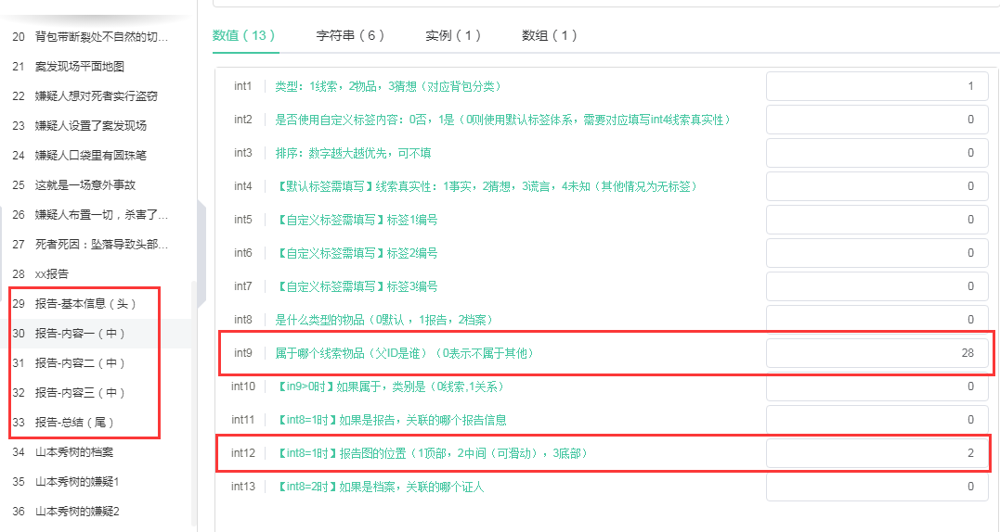 20 背包带断裂处不自然的切...
21 案发现场平面地图
22 嫌疑人想对死者实行盗窃
23 嫌疑人设置了案发现场
24 嫌疑人口袋里有圆珠笔
25 这就是一场意外事故
26 嫌疑人布置一切，杀害了...
27 死者死因：坠落导致头部...
28 xx报告
29 报告-基本信息（头）
30 报告-内容一（中）
31 报告-内容二（中）
32 报告-内容三（中）
33 报告-总结（尾）
34 山本秀树的档案
35 山本秀树的嫌疑1
36 山本秀树的嫌疑2
数值（13） 字符串（6） 实例（1） 数组（1）
int1 类型：1线索，2物品，3猜想（对应背包分类） 1
int2 是否使用自定义标签内容：0否，1是（0则使用默认标签体系，需要对应填写int4线索真实性） 0
int3 排序：数字越大越优先，可不填 0
int4 【默认标签需填写】线索真实性：1事实，2猜想，3谎言，4未知（其他情况为无标签） 0
int5 【自定义标签需填写】标签1编号 0
int6 【自定义标签需填写】标签2编号 0
int7 【自定义标签需填写】标签3编号 0
int8 是什么类型的物品（0默认 ，1报告，2档案） 0
int9 属于哪个线索物品（父ID是谁）（0表示不属于其他） 28
int10 【in9>0时】如果属于，类别是（0线索,1关系） 0
int11 【int8=1时】如果是报告，关联的哪个报告信息 0
int12 【int8=1时】报告图的位置（1顶部，2中间（可滑动），3底部） 2
int13 【int8=2时】如果是档案，关联的哪个证人 0